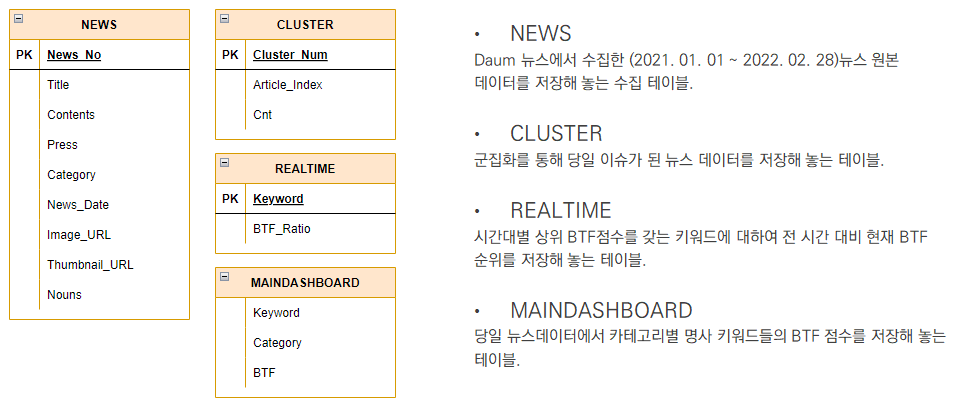 NEWS
PK News_No
Title
Contents
Press
Category
News_Date
Image_URL
Thumbnail_URL
Nouns
CLUSTER
PK Cluster_Num
Article_Index
Cnt
REALTIME
PK Keyword
BTF_Ratio
MAINDASHBOARD
Keyword
Category
BTF
• NEWS
Daum 뉴스에서 수집한 (2021. 01. 01 ~ 2022. 02. 28)뉴스 원본
데이터를 저장해 놓는 수집 테이블.
• CLUSTER
군집화를 통해 당일 이슈가 된 뉴스 데이터를 저장해 놓는 테이블.
• REALTIME
시간대별 상위 BTF점수를 갖는 키워드에 대하여 전 시간 대비 현재 BTF
순위를 저장해 놓는 테이블.
• MAINDASHBOARD
당일 뉴스데이터에서 카테고리별 명사 키워드들의 BTF 점수를 저장해 놓는
테이블.